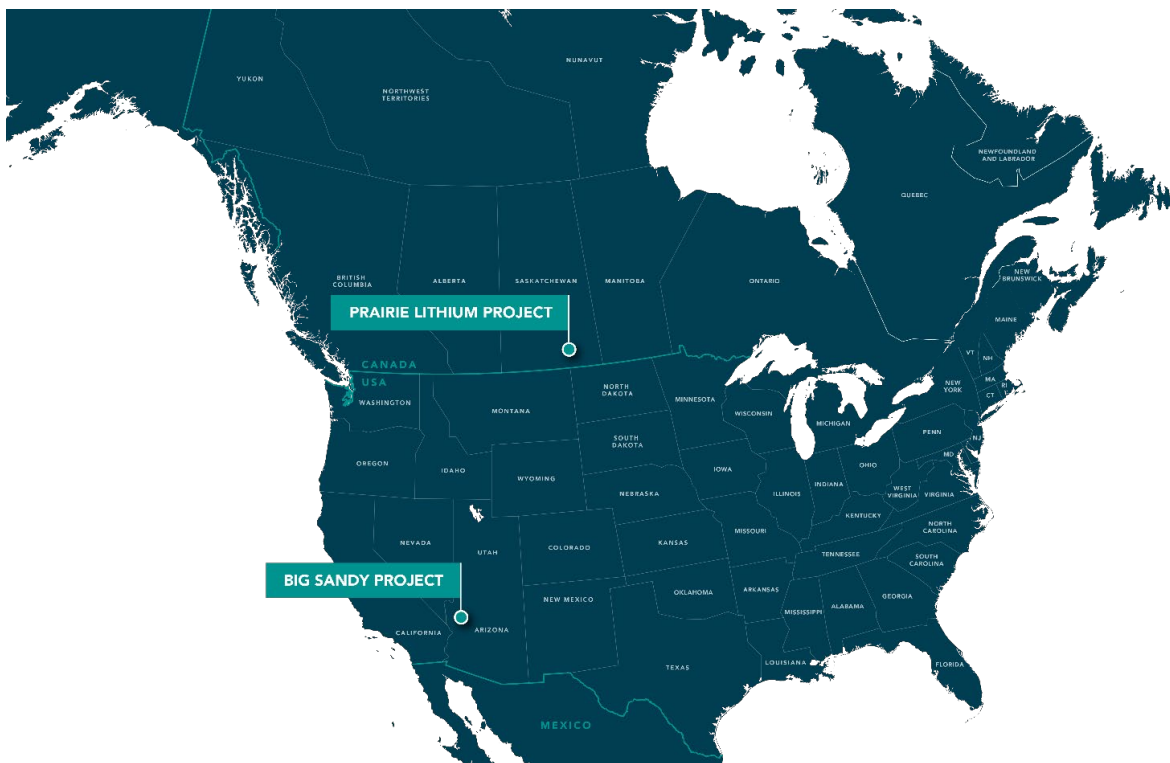 YUKON
NUNAVUT
NORTHWEST
TERRITORIES
NEWFOUNDLAND
AND LABRADOR
QUEBEC
BRITISH
COLUMBIA
ALBERTA
SASKATCHEWAN
MANITOBA
ONTARIO
NEW
BRUNSWICK
PRAIRIE LITHIUM PROJECT
MAINE
CANADA
USA
WASHINGTON
MONTANA
NORTH
DAKOTA
MINNESOTA
WISCONSIN
MICHIGAN
NEW
YORK
VT
NH
MA
CT
RI
OREGON
IDAHO
WYOMING
SOUTH
DAKOTA
IOWA
NEBRASKA
ILLINOIS
INDIANA
OHIO
PENN
NJ
MD
WEST
VIRGINIA
VIRGINIA
NEVADA
UTAH
COLORADO
KANSAS
MISSOURI
KENTUCKY
NORTH
CAROLINA
TENNESSEE
SOUTH
CAROLINA
BIG SANDY PROJECT
CALIFORNIA
ARIZONA
NEW MEXICO
OKLAHOMA
ARKANSAS
MISSISSIPPI
ALABAMA
GEORGIA
TEXAS
LOUISIANA
FLORIDA
MEXICO